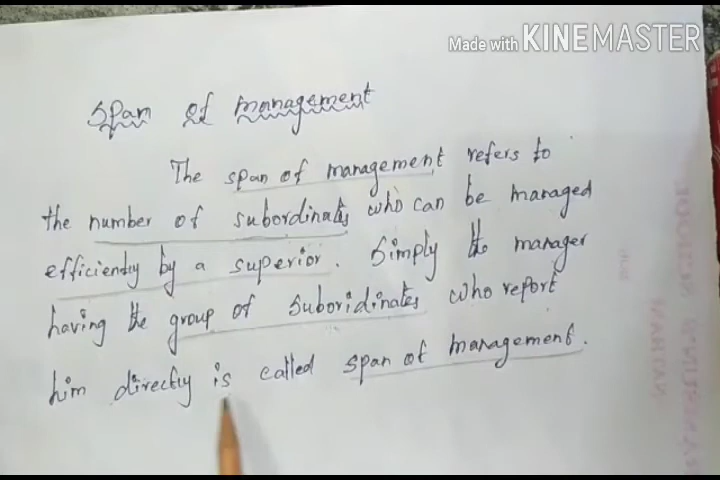 Made with KINEMASTER
Span of management
The span of management refers to
the number of subordinates who can be managed
efficiently by a superior. Simply the manager
having the group of suboridinates who report
him directly is called span of management.